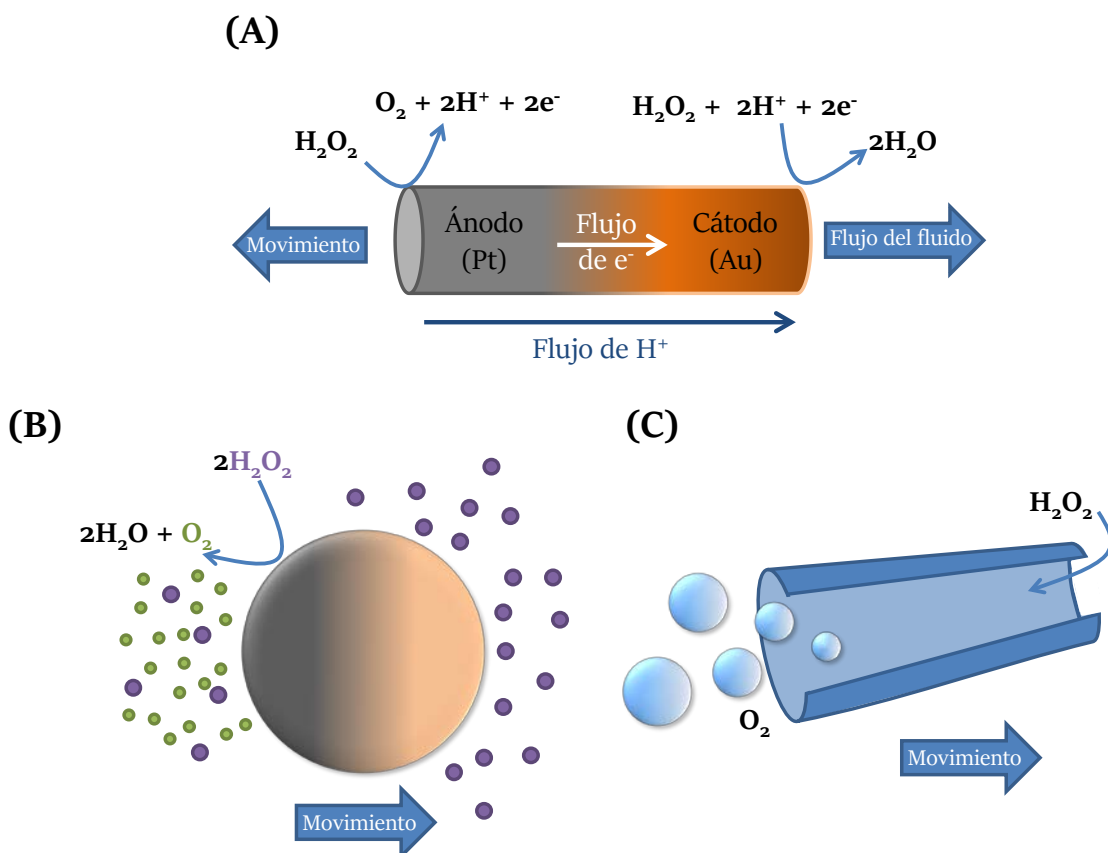 (A)
O₂ + 2H⁺ + 2e⁻
H₂O₂ + 2H⁺ + e⁻
H₂O₂
2H₂O
Movimiento
Ánodo
(Pt)
Flujo
de e⁻
Cátodo
(Au)
Flujo del fluido
Flujo de H⁺
(B)
(C)
2H₂O₂
2H₂O + O₂
H₂O₂
O₂
Movimiento
Movimiento